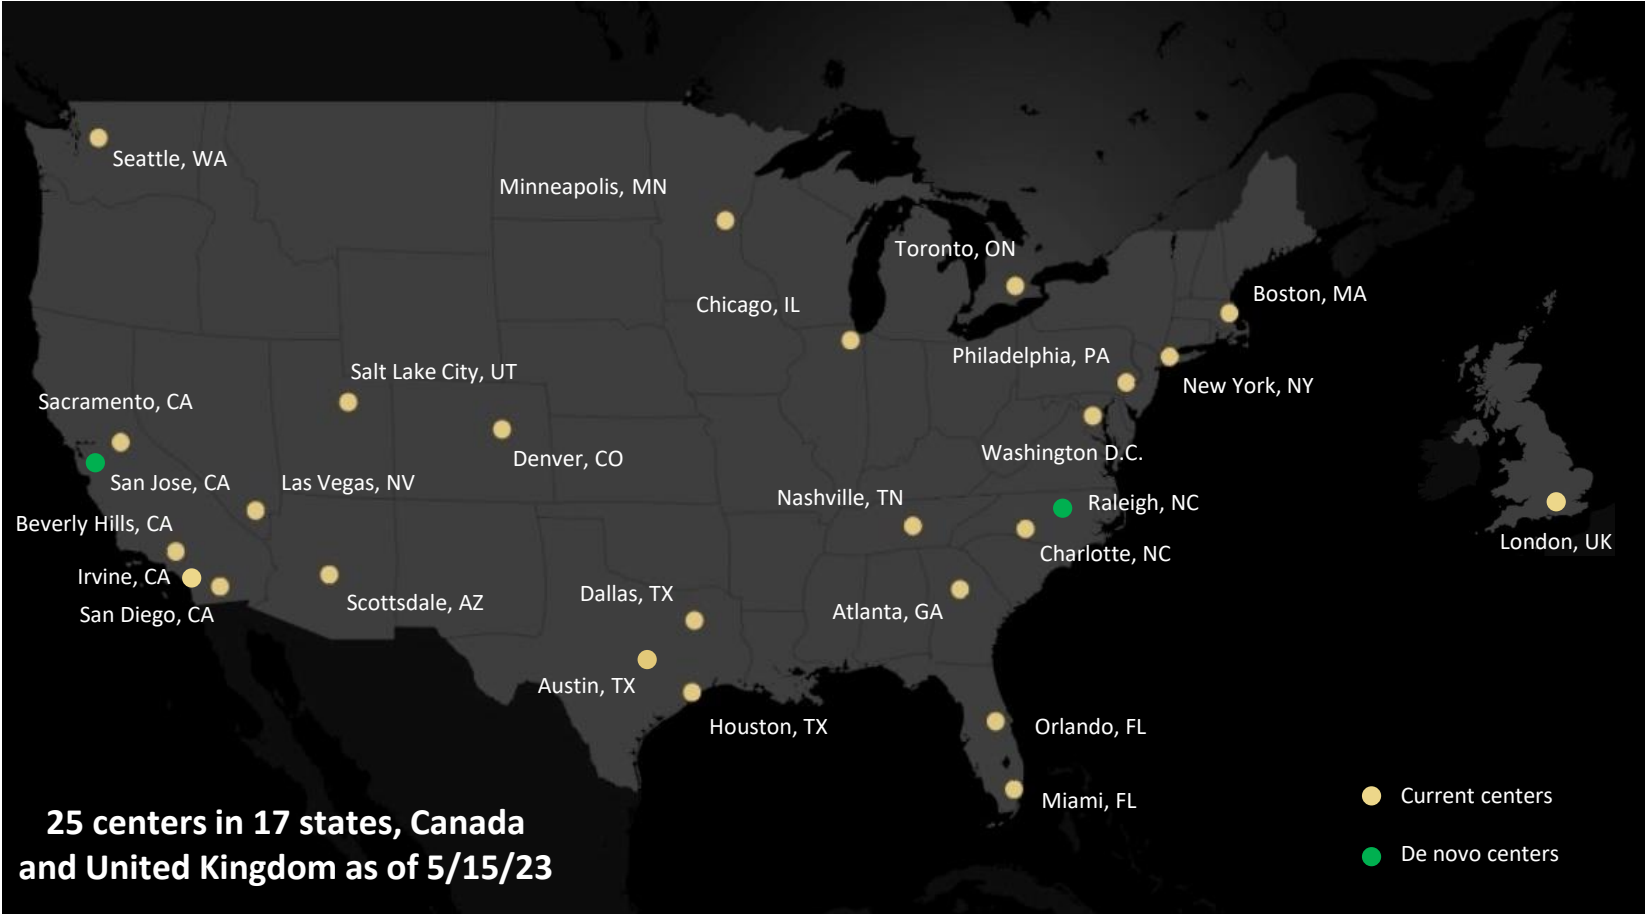 Seattle, WA
Minneapolis, MN
Toronto, ON
Boston, MA
Chicago, IL
Philadelphia, PA
Salt Lake City, UT
New York, NY
Sacramento, CA
Washington D.C.
Denver, CO
San Jose, CA
Las Vegas, NV
Nashville, TN
Raleigh, NC
Beverly Hills, CA
London, UK
Charlotte, NC
Irvine, CA
Dallas, TX
Scottsdale, AZ
Atlanta, GA
San Diego, CA
Austin, TX
Houston, TX
Orlando, FL
Miami, FL
Current centers
De novo centers
25 centers in 17 states, Canada
and United Kingdom as of 5/15/23